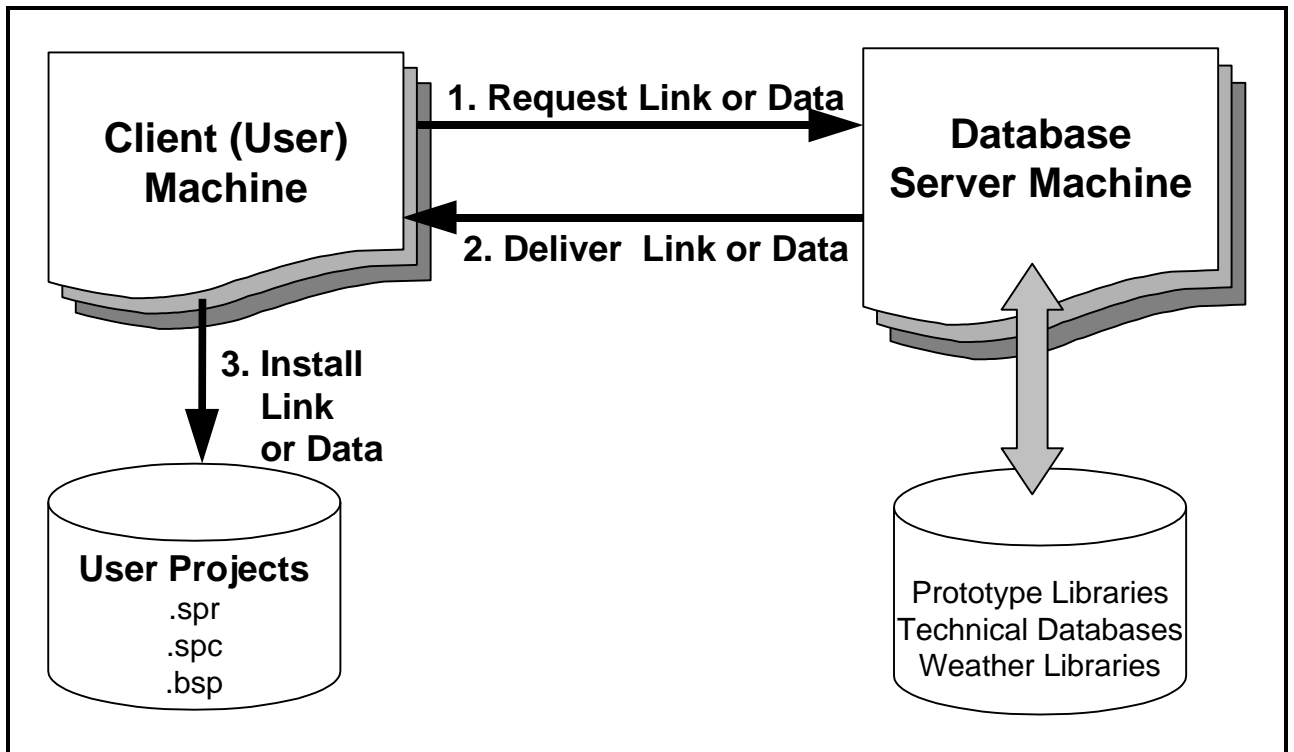 Client (User)
Machine
1. Request Link or Data
Database
Server Machine
2. Deliver  Link or Data
3. Install
Link
or Data
User Projects
.spr
.spc
.bsp
Prototype Libraries
Technical Databases
Weather Libraries